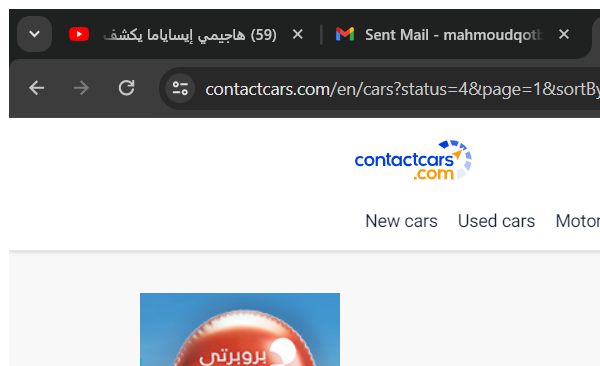 (59) هاجيمي إيساياما يكشف
Sent Mail - mahmoudqotb
contactcars.com/en/cars?status=4&page=1&sortBy
contactcars
.com
New cars Used cars Motor
بروبرتي